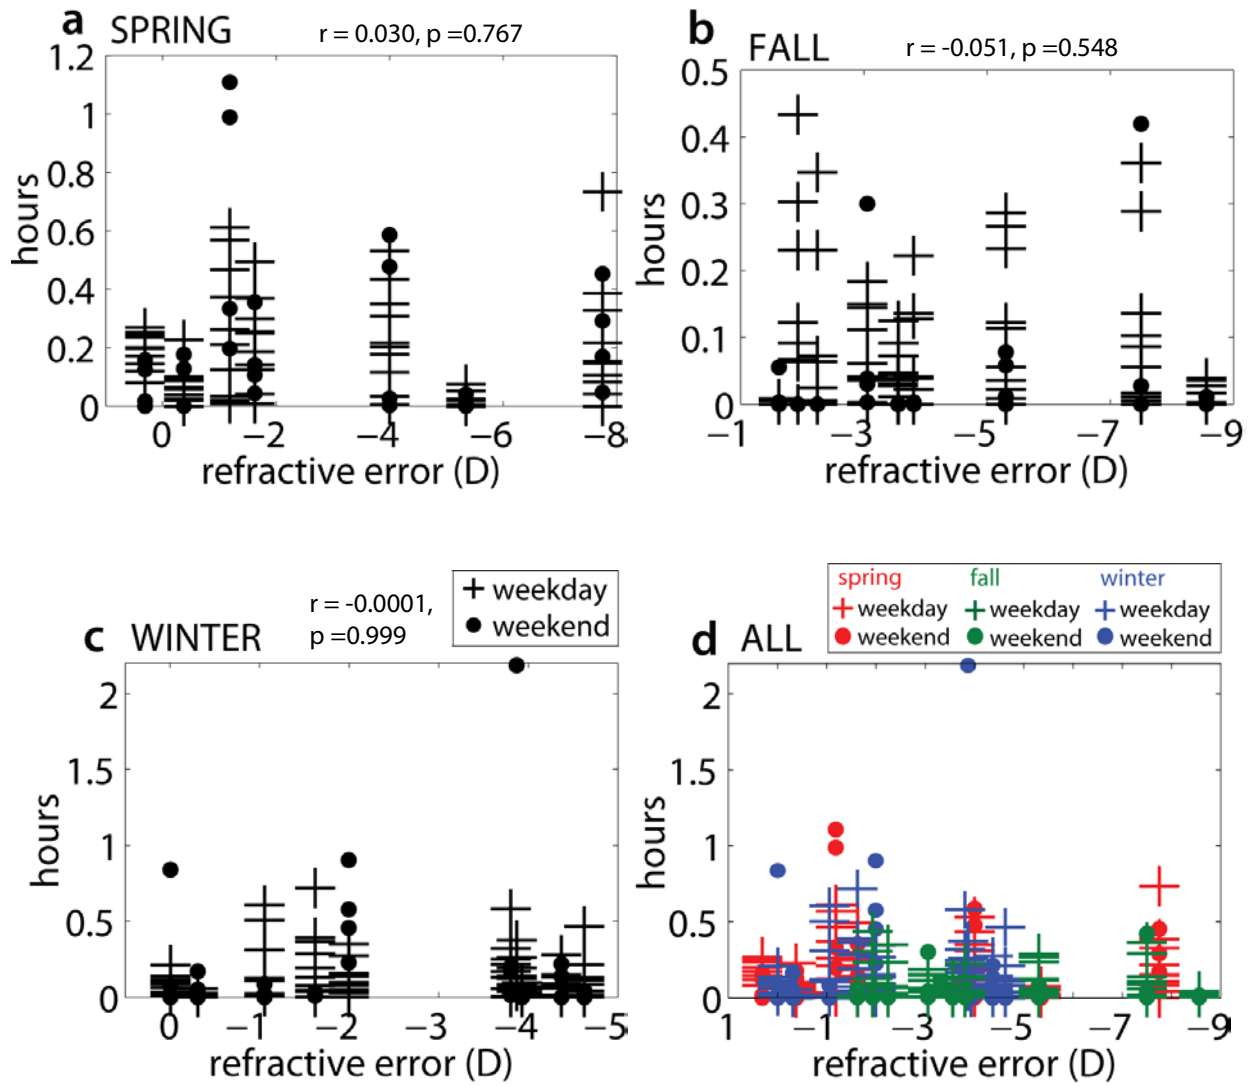 a SPRING
r = 0.030, p =0.767
1.2
1
0.8
0.6
0.4
0.2
0
hours
0 −2 −4 −6 −8
refractive error (D)
b FALL
r = -0.051, p =0.548
0.5
0.4
0.3
0.2
0.1
0
hours
−1 −3 −5 −7 −9
refractive error (D)
c WINTER
r = -0.0001,
p =0.999
weekday
weekend
2
1.5
1
0.5
0
hours
0 −1 −2 −3 −4 −5
refractive error (D)
spring fall winter
weekday weekday weekday
weekend weekend weekend
d ALL
2
1.5
1
0.5
0
hours
1 −1 −3 −5 −7 −9
refractive error (D)